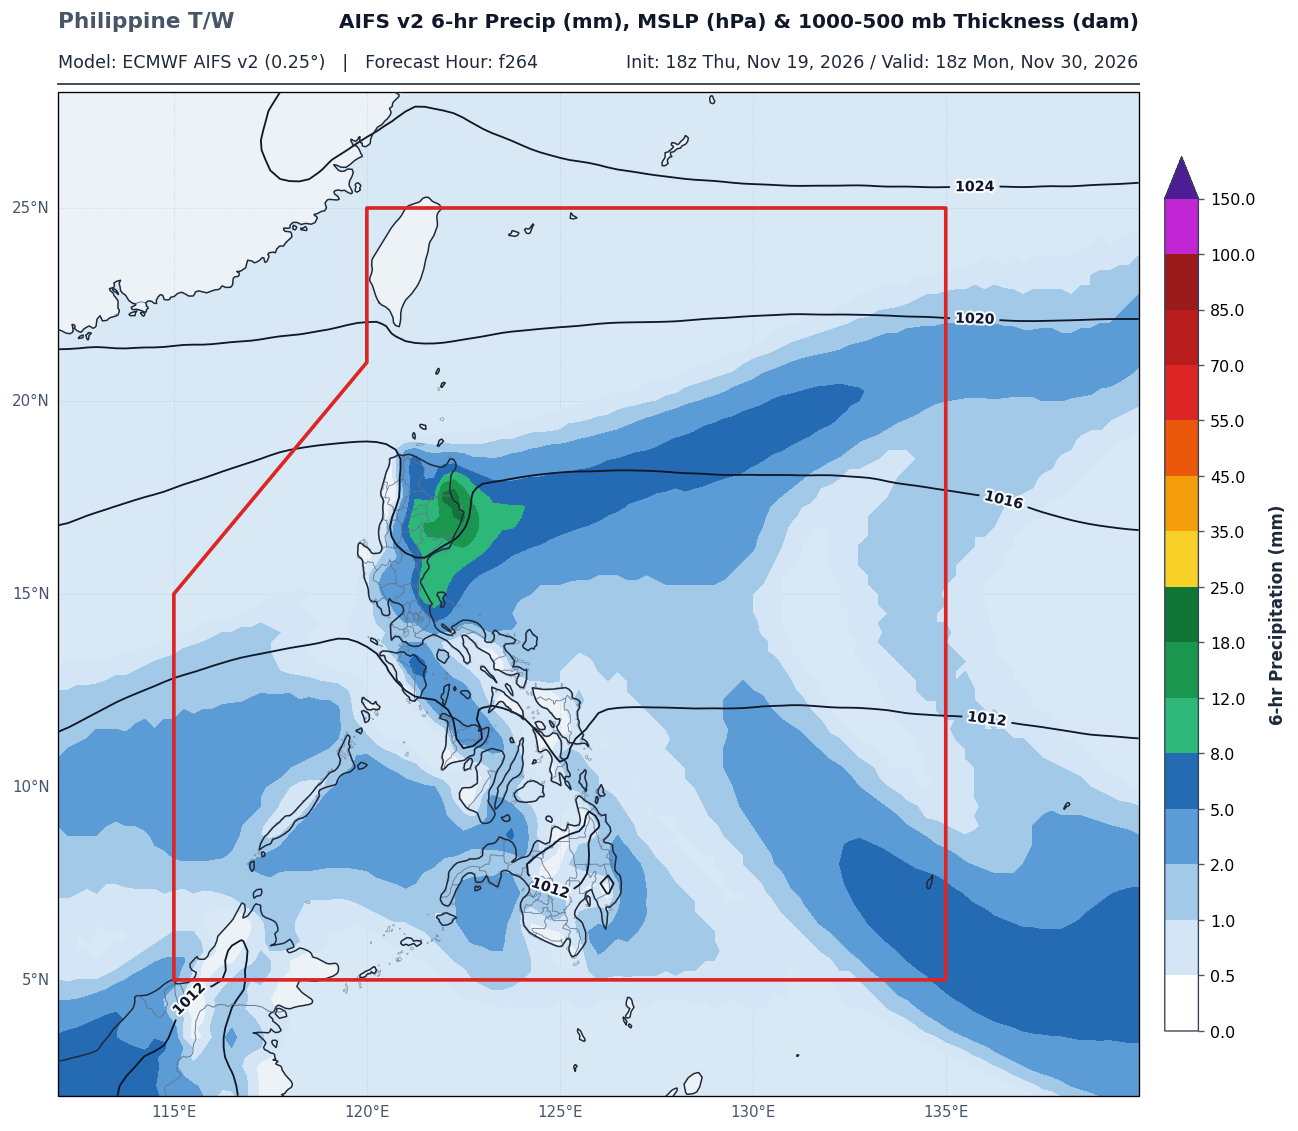 Philippine T/W
AIFS v2 6-hr Precip (mm), MSLP (hPa) & 1000-500 mb Thickness (dam)
Model: ECMWF AIFS v2 (0.25°) | Forecast Hour: f264
Init: 18z Thu, Nov 19, 2026 / Valid: 18z Mon, Nov 30, 2026
25°N
20°N
15°N
10°N
5°N
115°E
120°E
125°E
130°E
135°E
1024
1020
1016
1012
1012
1012
150.0
100.0
85.0
70.0
55.0
45.0
35.0
25.0
18.0
12.0
8.0
5.0
2.0
1.0
0.5
0.0
6-hr Precipitation (mm)